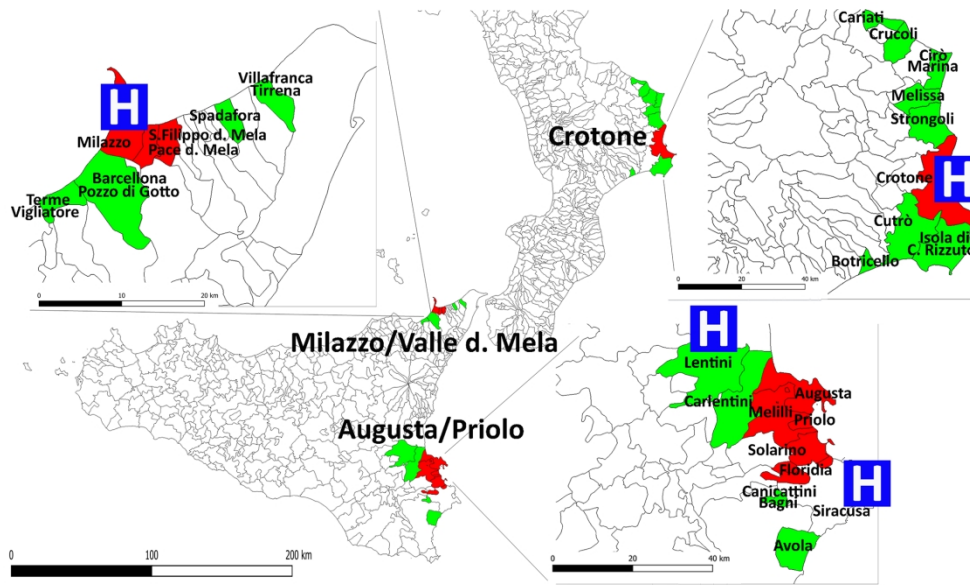 H
Villafranca
Tirrena
Spadafora
Milazzo
S.Filippo d. Mela
Pace d. Mela
Barcellona
Pozzo di Gotto
Terme
Vigliatore
0 10 20 km
Crotone
Cariati
Crucoli
Cirò
Marina
Melissa
Strongoli
Crotone
H
Cutrò
Isola di
C. Rizzuto
Botricello
0 20 40 km
Milazzo/Valle d. Mela
Augusta/Priolo
H
Lentini
Carlentini
Augusta
Melilli
Priolo
Solarino
Floridia
H
Canicattini
Bagni
Siracusa
Avola
0 20 40 km
0 100 200 km